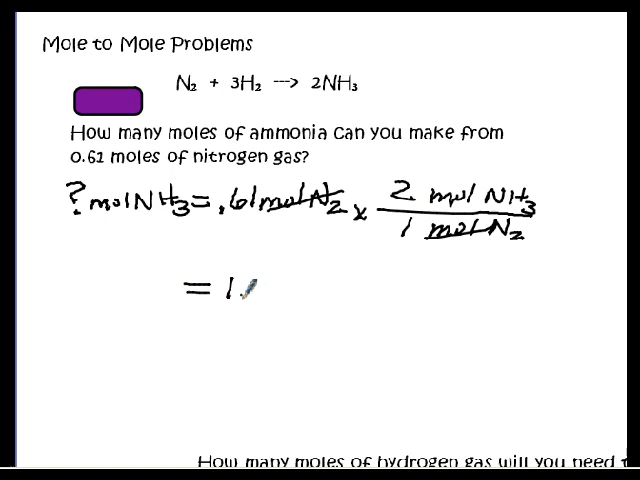 Mole to Mole Problems
N₂ + 3H₂ ---> 2NH₃
How many moles of ammonia can you make from
0.61 moles of nitrogen gas?
? mol NH₃ = .61 mol N₂ x 2 mol NH₃
1 mol N₂
= 1.
How many moles of hydrogen gas will you need t